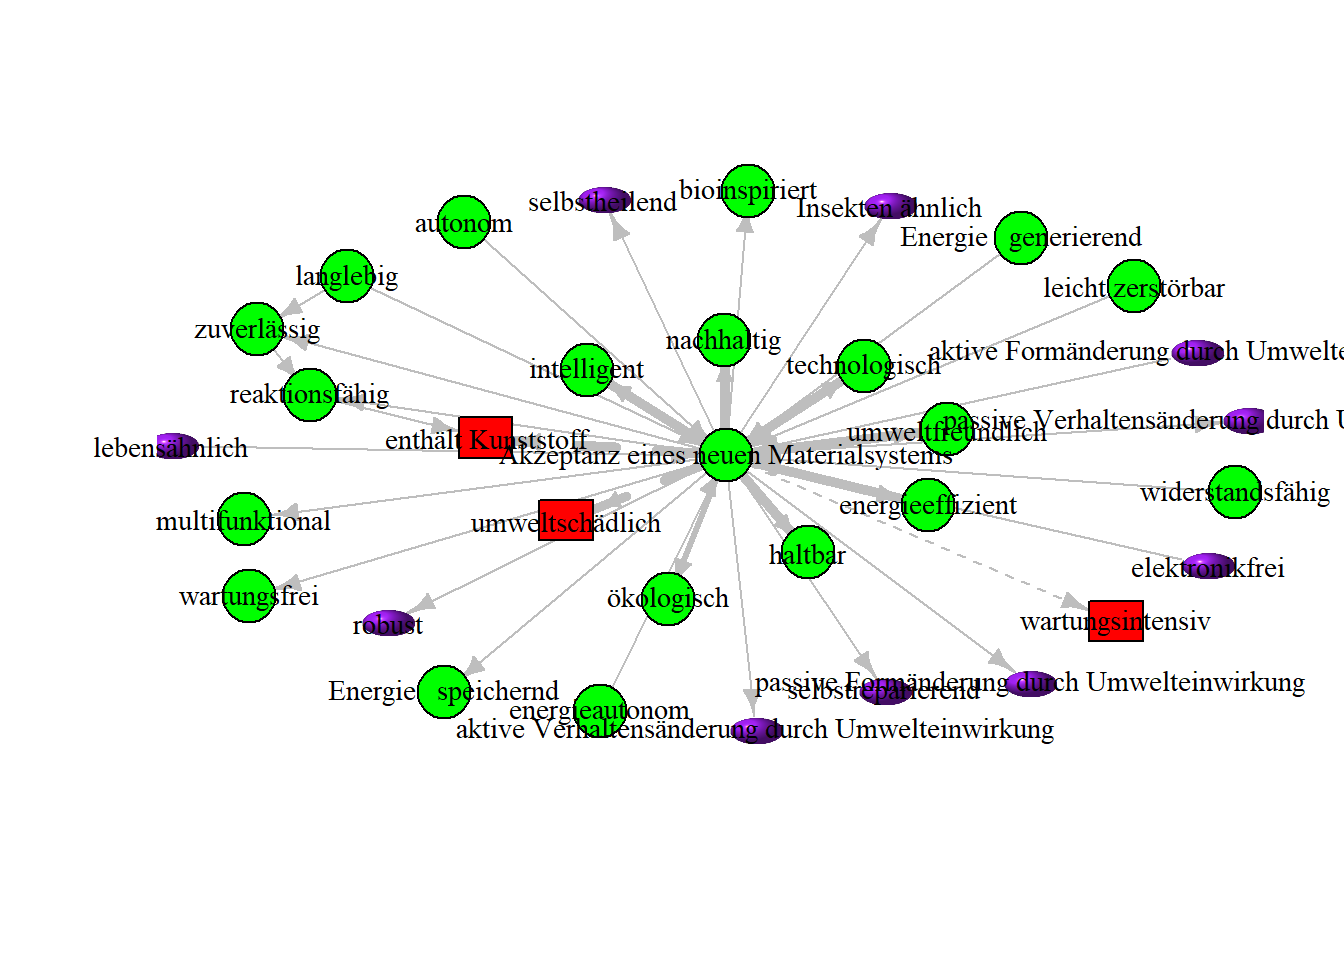 bioinspiriert
selbstheilend
Insekten ähnlich
autonom
Energie generierend
langlebig
leicht zerstörbar
zuverlässig
nachhaltig
aktive Formänderung durch Umwelte
intelligent
technologisch
reaktionsfähig
passive Verhaltensänderung durch U
umweltfreundlich
enthält Kunststoff
lebensähnlich
Akzeptanz eines neuen Materialsystems
widerstandsfähig
energieeffizient
multifunktional
umweltschädlich
haltbar
elektronikfrei
wartungsfrei
ökologisch
wartungsintensiv
robust
passive Formänderung durch Umwelteinwirkung
selbstreparierend
Energie speichernd
energieautonom
aktive Verhaltensänderung durch Umwelteinwirkung